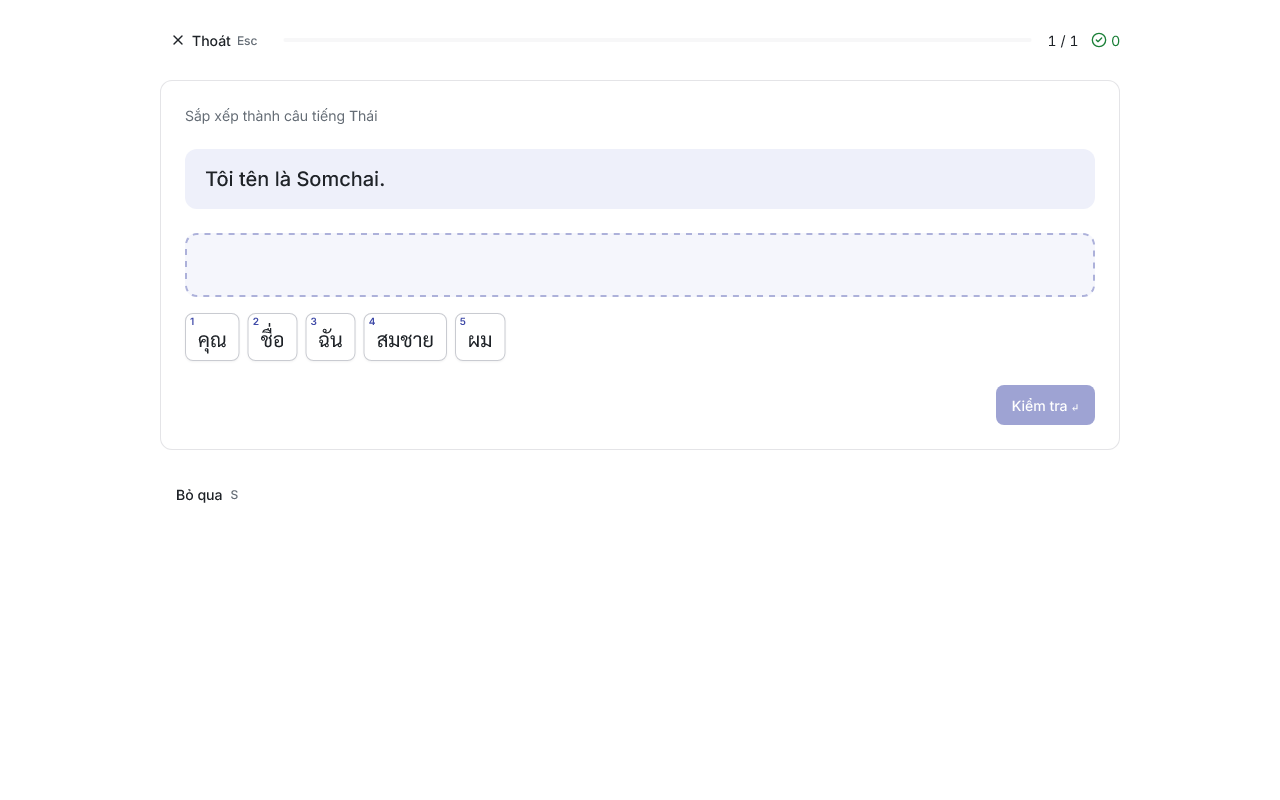 Thoát Esc 1 / 1 0
Sắp xếp thành câu tiếng Thái
Tôi tên là Somchai.
1 คุณ 2 ชื่อ 3 ฉัน 4 สมชาย 5 ผม
Kiểm tra ↲
Bỏ qua S